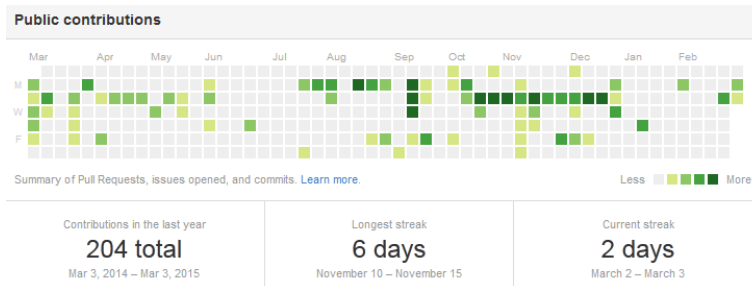 Public contributions
Mar Apr May Jun Jul Aug Sep Oct Nov Dec Jan Feb
M
W
F
Summary of Pull Requests, issues opened, and commits. Learn more.
Less More
Contributions in the last year
204 total
Mar 3, 2014 – Mar 3, 2015
Longest streak
6 days
November 10 – November 15
Current streak
2 days
March 2 – March 3